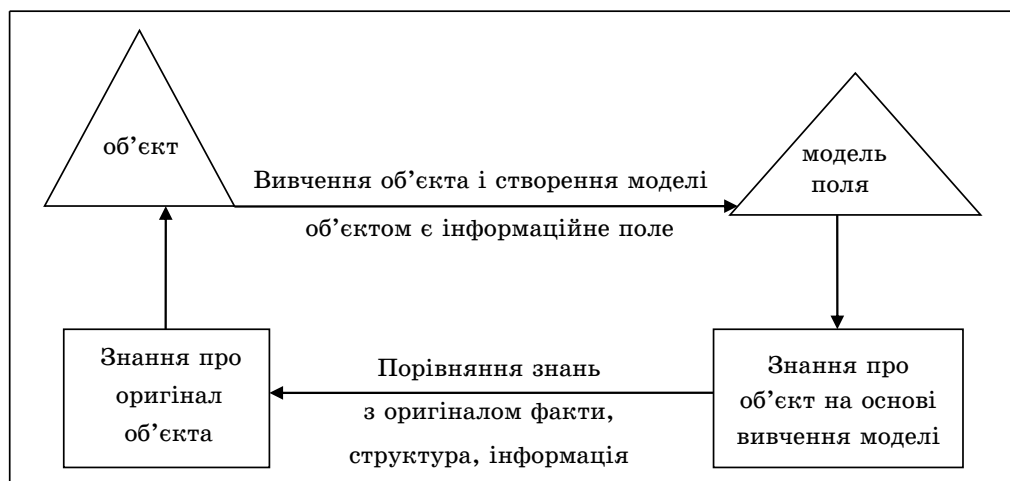 об’єкт
Вивчення об’єкта і створення моделі
об’єктом є інформаційне поле
модель
поля
Знання про
оригінал
об’єкта
Порівняння знань
з оригіналом факти,
структура, інформація
Знання про
об’єкт на основі
вивчення моделі